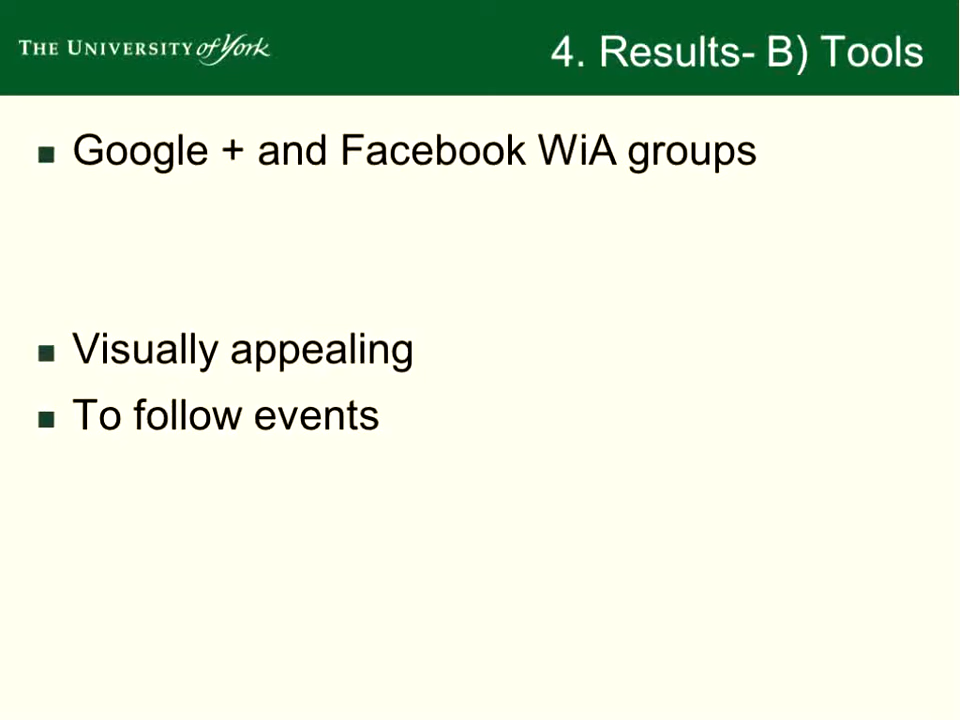 THE UNIVERSITY of York
4. Results- B) Tools
Google + and Facebook WiA groups
Visually appealing
To follow events